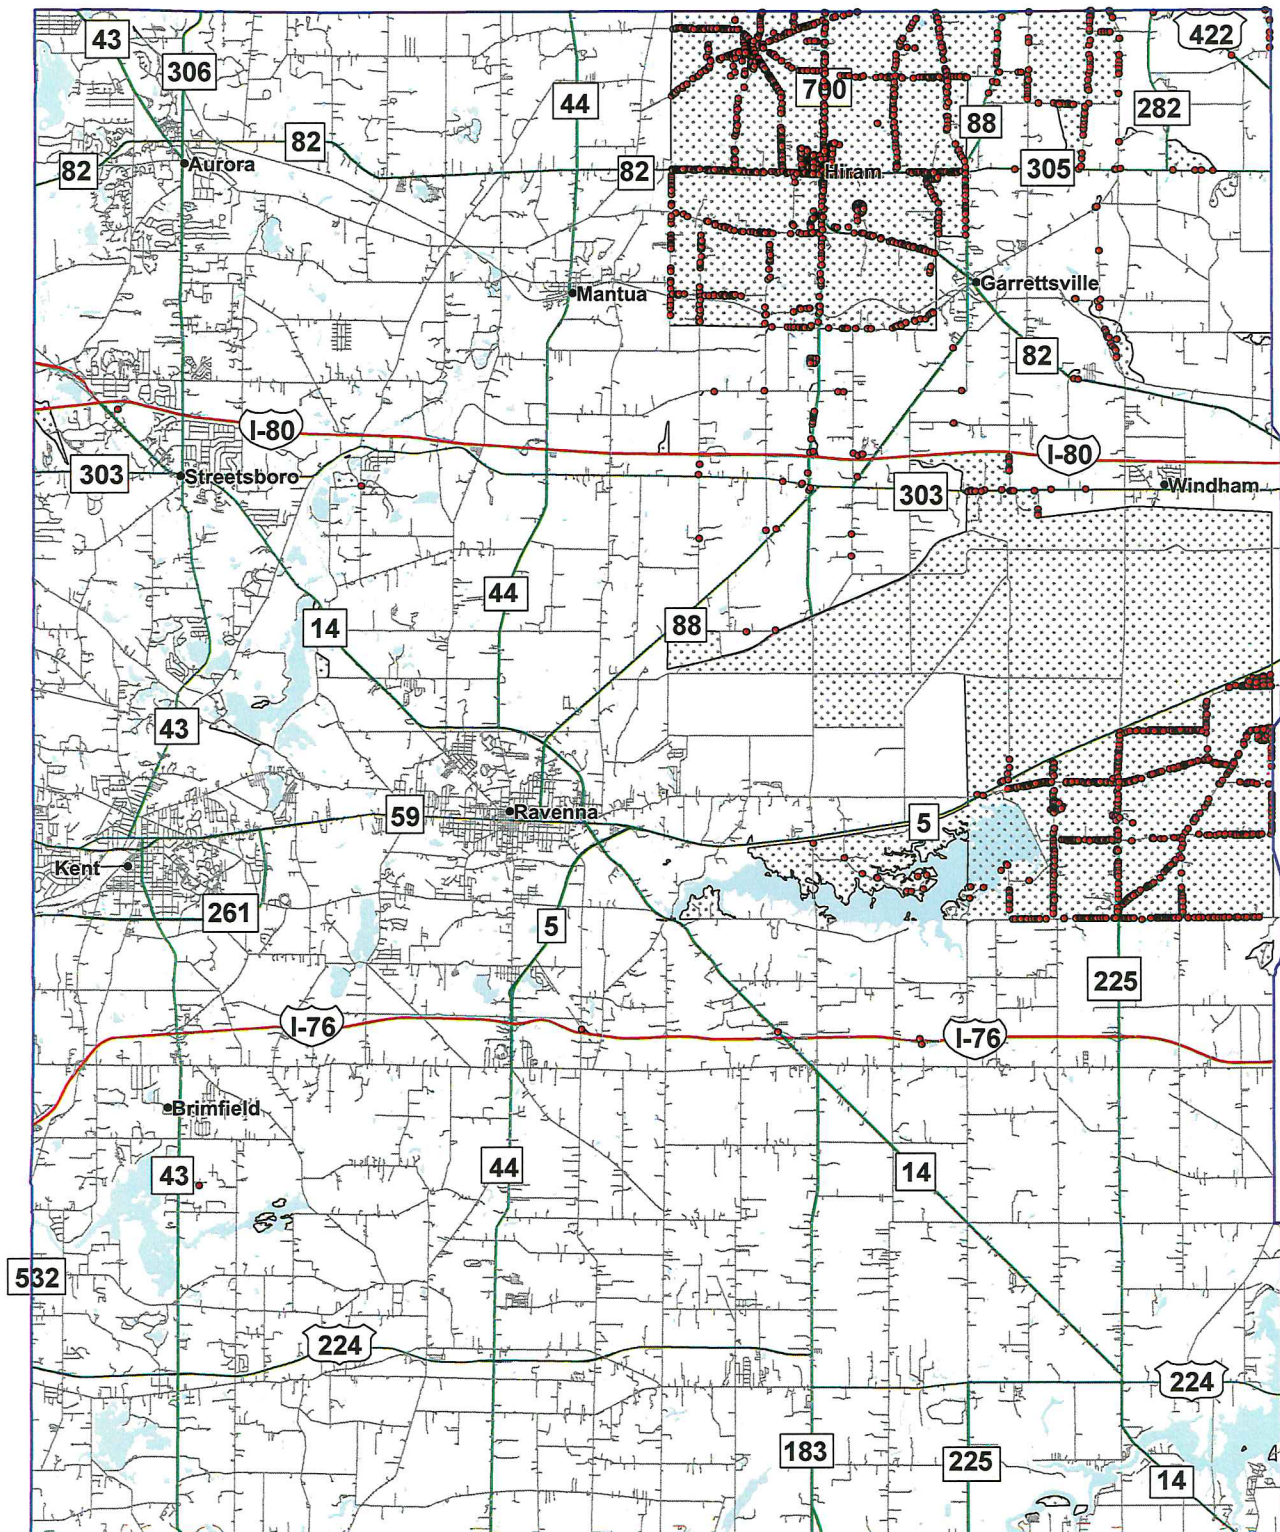 43
422
306
44
700
282
88
82
82
82
Aurora
305
Hiram
Garrettsville
Mantua
82
I-80
I-80
303
Streetsboro
303
Windham
44
88
14
43
Ravenna
59
5
Kent
261
5
225
I-76
I-76
Brimfield
44
14
43
532
224
224
183
225
14